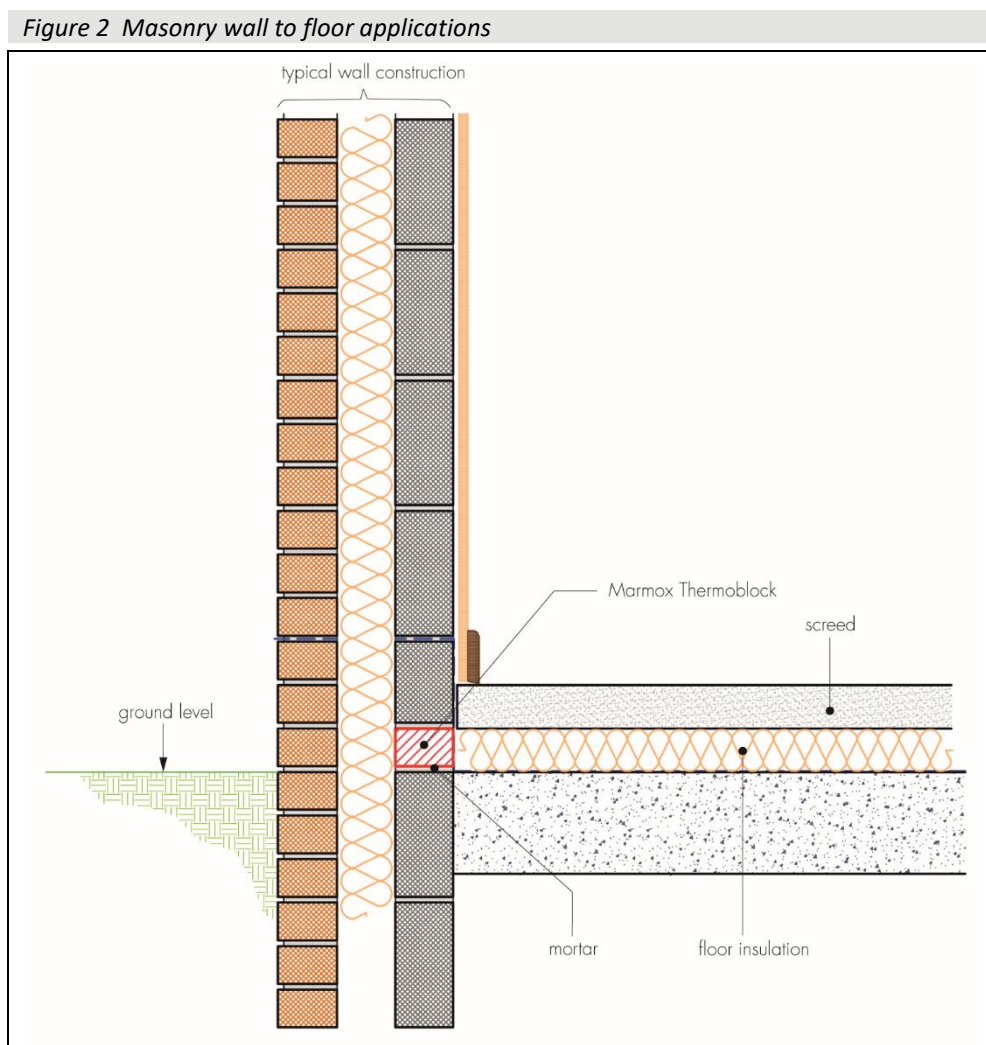 Figure 2 Masonry wall to floor applications
typical wall construction
Marmox Thermoblock
screed
ground level
mortar
floor insulation